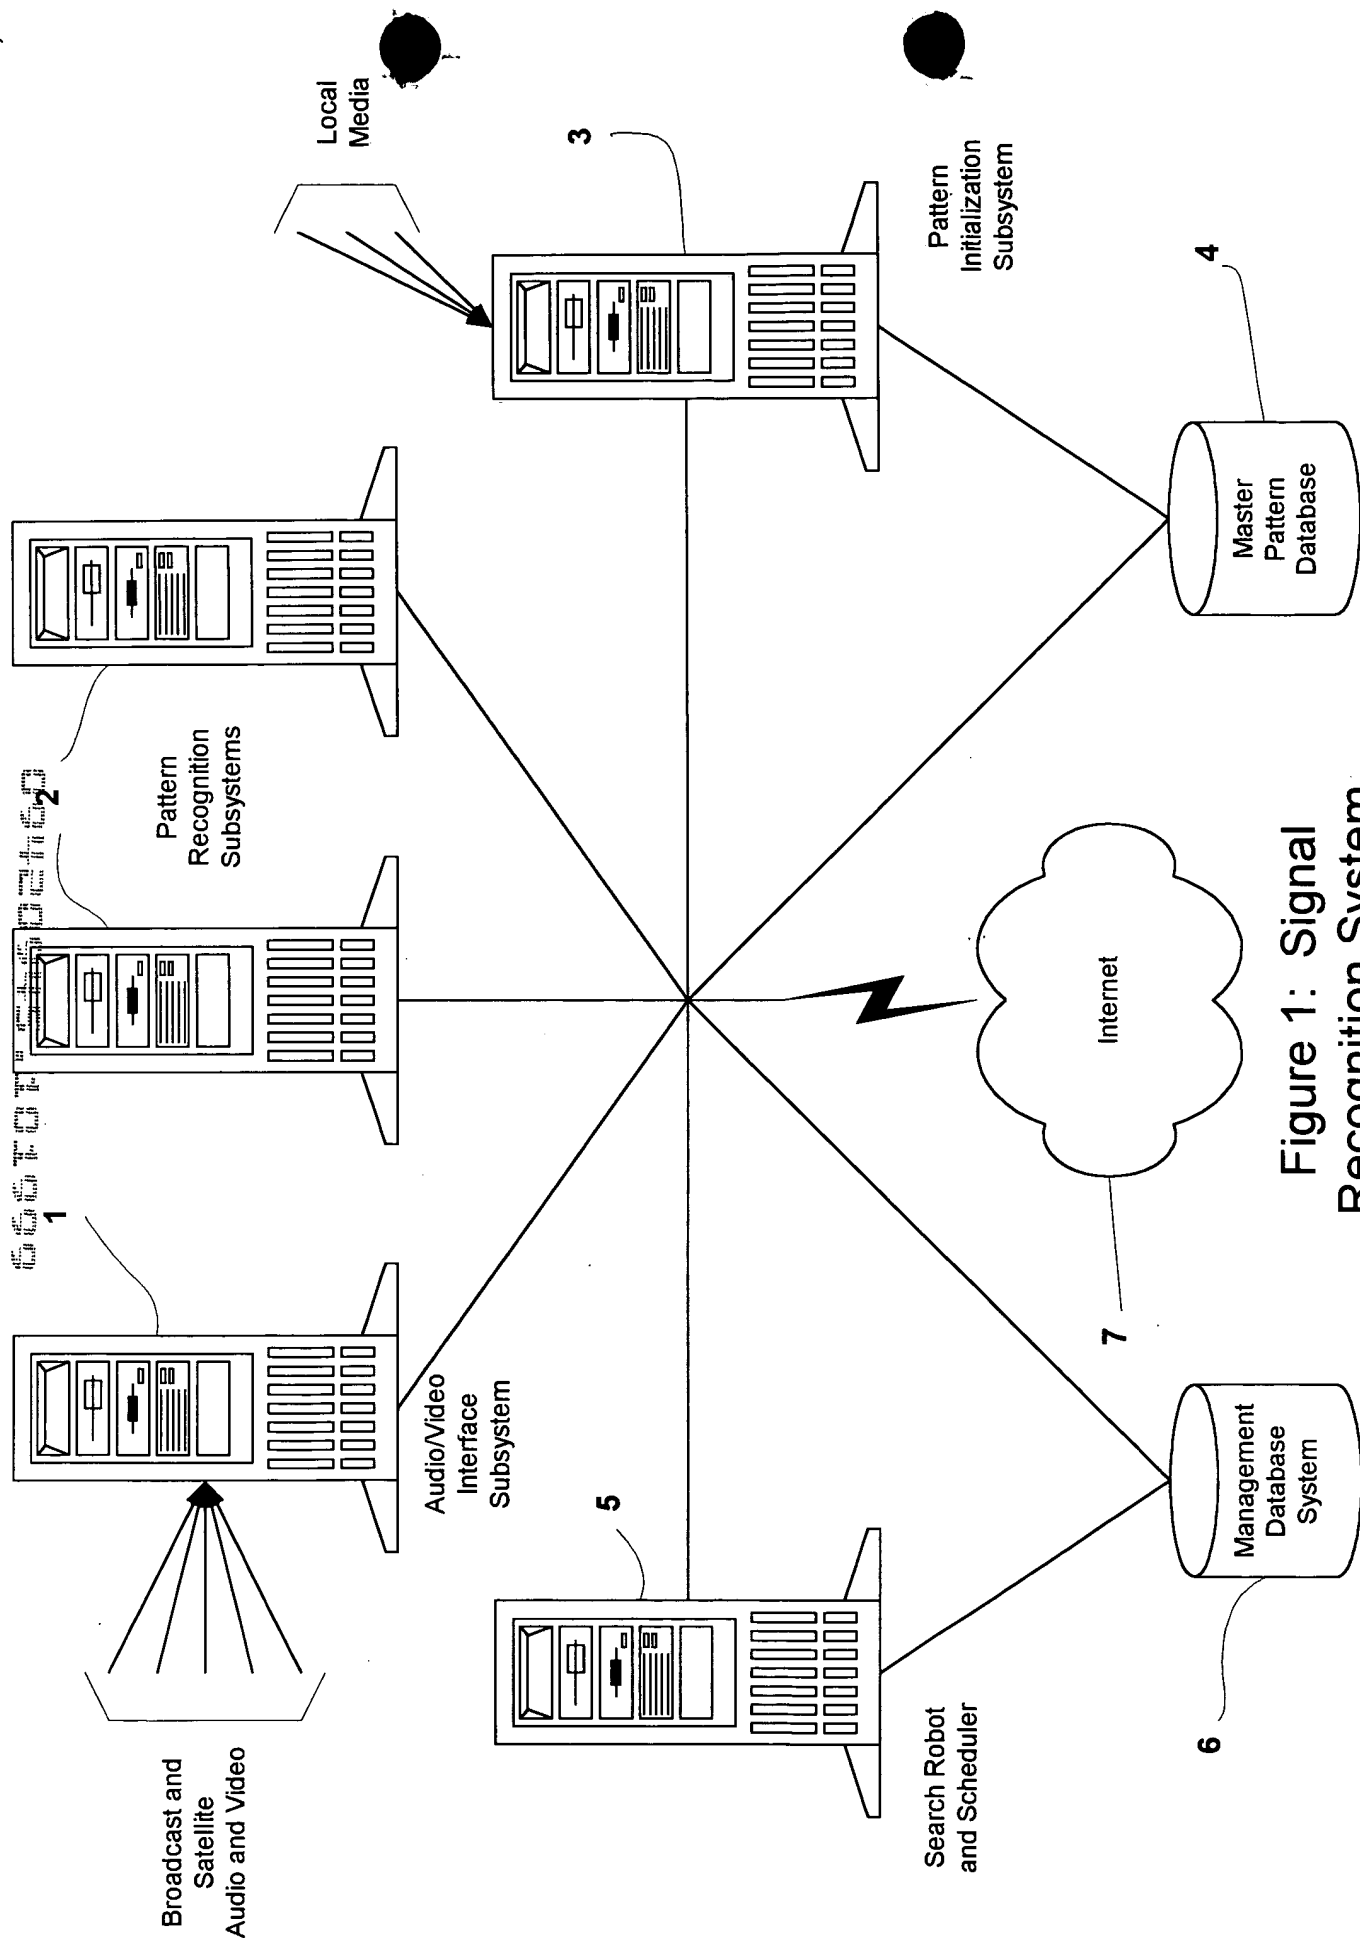 Broadcast and
Satellite
Audio and Video
1
2
Pattern
Recognition
Subsystems
Audio/Video
Interface
Subsystem
Local
Media
3
Pattern
Initialization
Subsystem
5
Search Robot
and Scheduler
Internet
7
Management
Database
System
6
Master
Pattern
Database
4
Figure 1: Signal
Recognition System